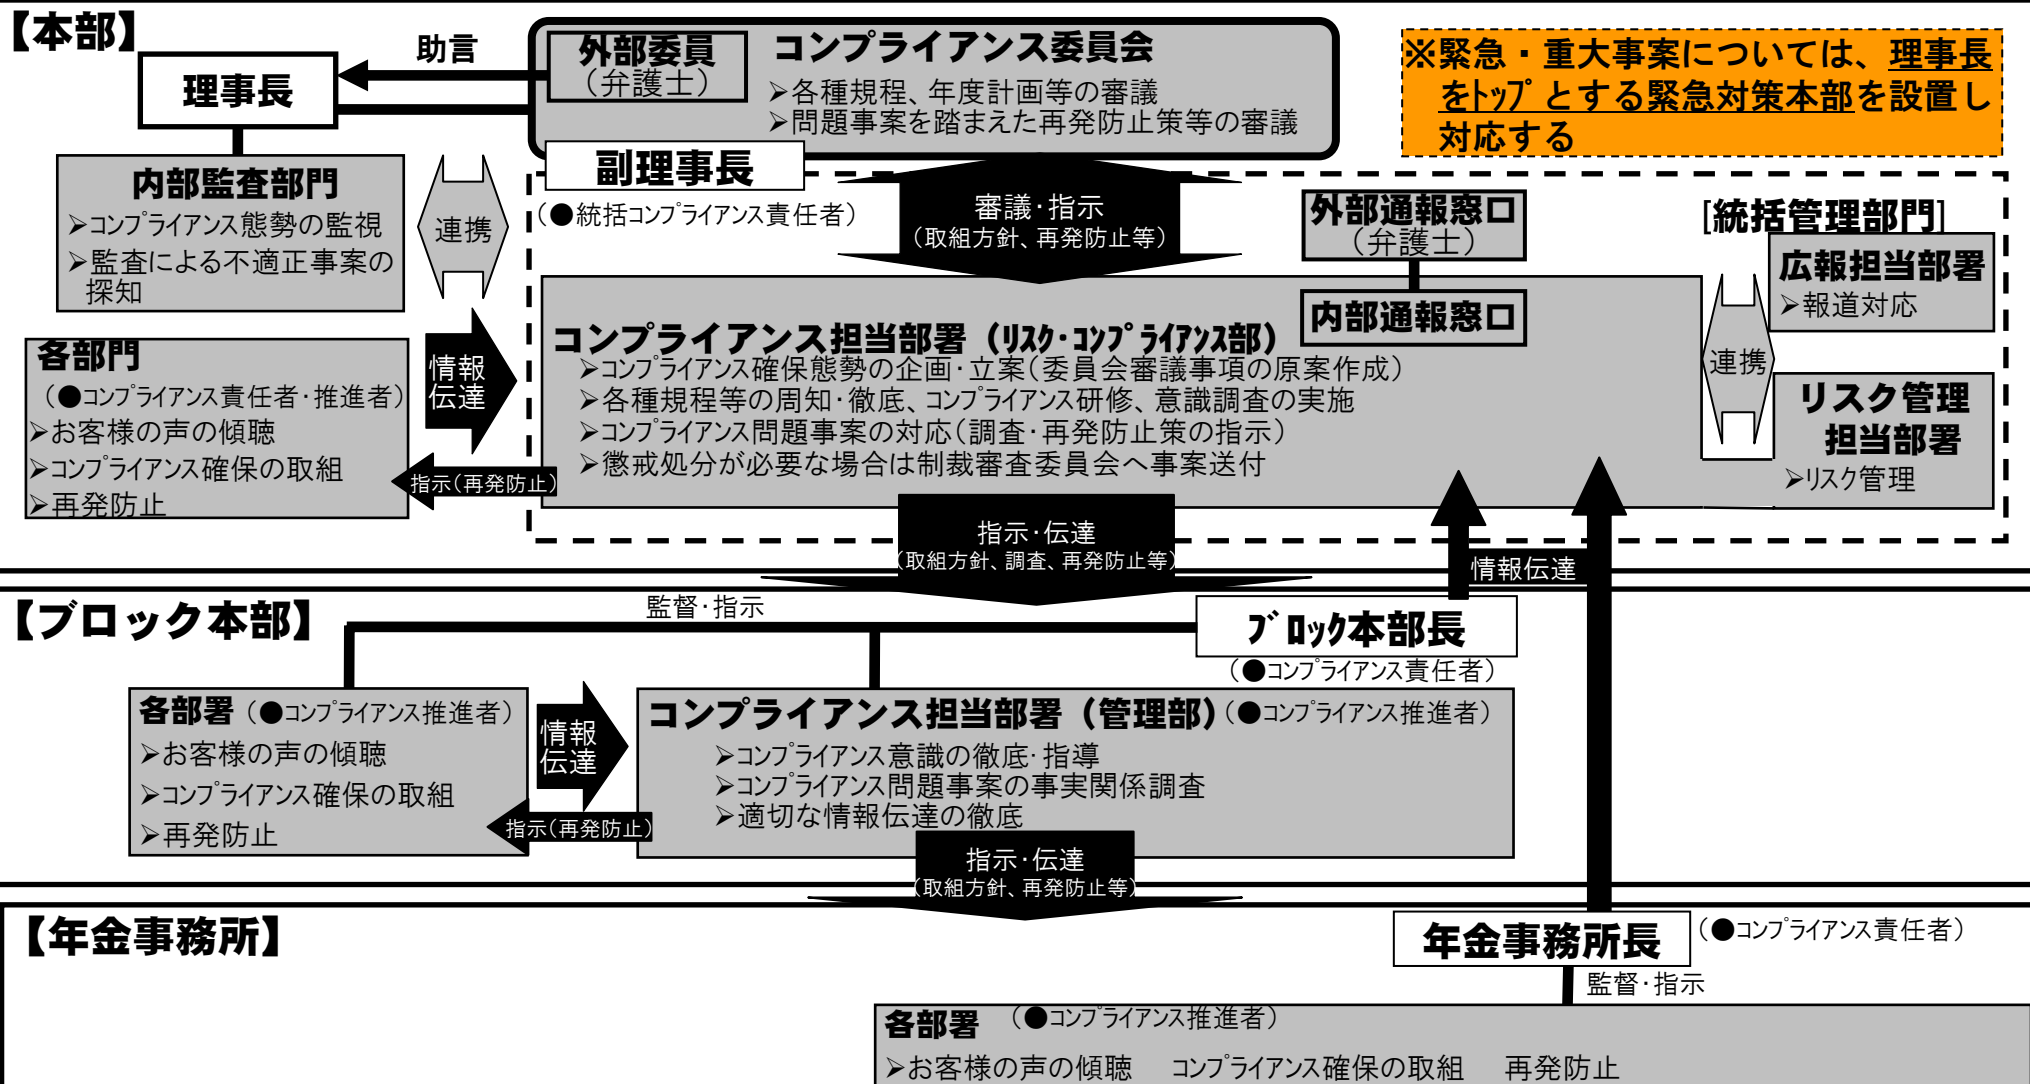 【本部】
助言
外部委員
（弁護士）
コンプライアンス委員会
➢各種規程、年度計画等の審議
➢問題事案を踏まえた再発防止策等の審議
※緊急・重大事案については、理事長
をﾄｯﾌﾟとする緊急対策本部を設置し
対応する
理事長
副理事長
（●統括ｺﾝﾌﾟﾗｲｱﾝｽ責任者）
内部監査部門
➢ｺﾝﾌﾟﾗｲｱﾝｽ態勢の監視
➢監査による不適正事案の
探知
連携
審議・指示
（取組方針、再発防止等）
外部通報窓口
（弁護士）
内部通報窓口
[統括管理部門]
広報担当部署
➢報道対応
連携
リスク管理
担当部署
➢ﾘｽｸ管理
各部門
（●ｺﾝﾌﾟﾗｲｱﾝｽ責任者・推進者）
➢お客様の声の傾聴
➢ｺﾝﾌﾟﾗｲｱﾝｽ確保の取組
➢再発防止
情報
伝達
指示（再発防止）
コンプライアンス担当部署（ﾘｽｸ・ｺﾝﾌﾟﾗｲｱﾝｽ部）
➢ｺﾝﾌﾟﾗｲｱﾝｽ確保態勢の企画・立案（委員会審議事項の原案作成）
➢各種規程等の周知・徹底、ｺﾝﾌﾟﾗｲｱﾝｽ研修、意識調査の実施
➢ｺﾝﾌﾟﾗｲｱﾝｽ問題事案の対応（調査・再発防止策の指示）
➢懲戒処分が必要な場合は制裁審査委員会へ事案送付
指示・伝達
（取組方針、調査、再発防止等）
情報伝達
【ブロック本部】
監督・指示
ﾌﾞﾛｯｸ本部長
（●ｺﾝﾌﾟﾗｲｱﾝｽ責任者）
各部署（●ｺﾝﾌﾟﾗｲｱﾝｽ推進者）
➢お客様の声の傾聴
➢ｺﾝﾌﾟﾗｲｱﾝｽ確保の取組
➢再発防止
情報
伝達
指示（再発防止）
コンプライアンス担当部署（管理部）（●ｺﾝﾌﾟﾗｲｱﾝｽ推進者）
➢ｺﾝﾌﾟﾗｲｱﾝｽ意識の徹底・指導
➢ｺﾝﾌﾟﾗｲｱﾝｽ問題事案の事実関係調査
➢適切な情報伝達の徹底
指示・伝達
（取組方針、再発防止等）
【年金事務所】
年金事務所長
（●ｺﾝﾌﾟﾗｲｱﾝｽ責任者）
監督・指示
各部署（●ｺﾝﾌﾟﾗｲｱﾝｽ推進者）
➢お客様の声の傾聴　ｺﾝﾌﾟﾗｲｱﾝｽ確保の取組　再発防止